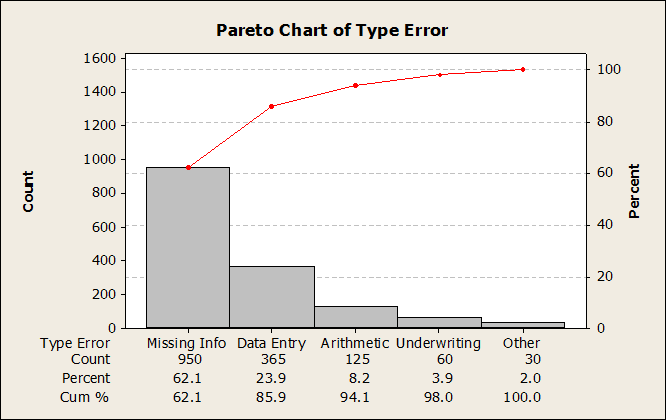 Pareto Chart of Type Error
1600
1400
1200
1000
800
600
400
200
0
Count
100
80
60
40
20
0
Percent
Type Error Missing Info Data Entry Arithmetic Underwriting Other
Count 950 365 125 60 30
Percent 62.1 23.9 8.2 3.9 2.0
Cum % 62.1 85.9 94.1 98.0 100.0